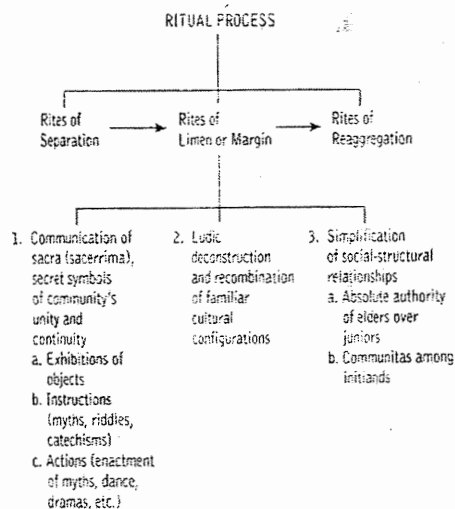 RITUAL PROCESS
Rites of
Separation
Rites of
Limen or Margin
Rites of
Reaggregation
1. Communication of
sacra (sacerrima),
secret symbols
of community's
unity and
continuity
a. Exhibitions of
objects
b. Instructions
(myths, riddles,
catechisms)
c. Actions (enactment
of myths, dance,
dramas, etc.)
2. Ludic
deconstruction
and recombination
of familiar
cultural
configurations
3. Simplification
of social-structural
relationships
a. Absolute authority
of elders over
juniors
b. Communitas among
initiands